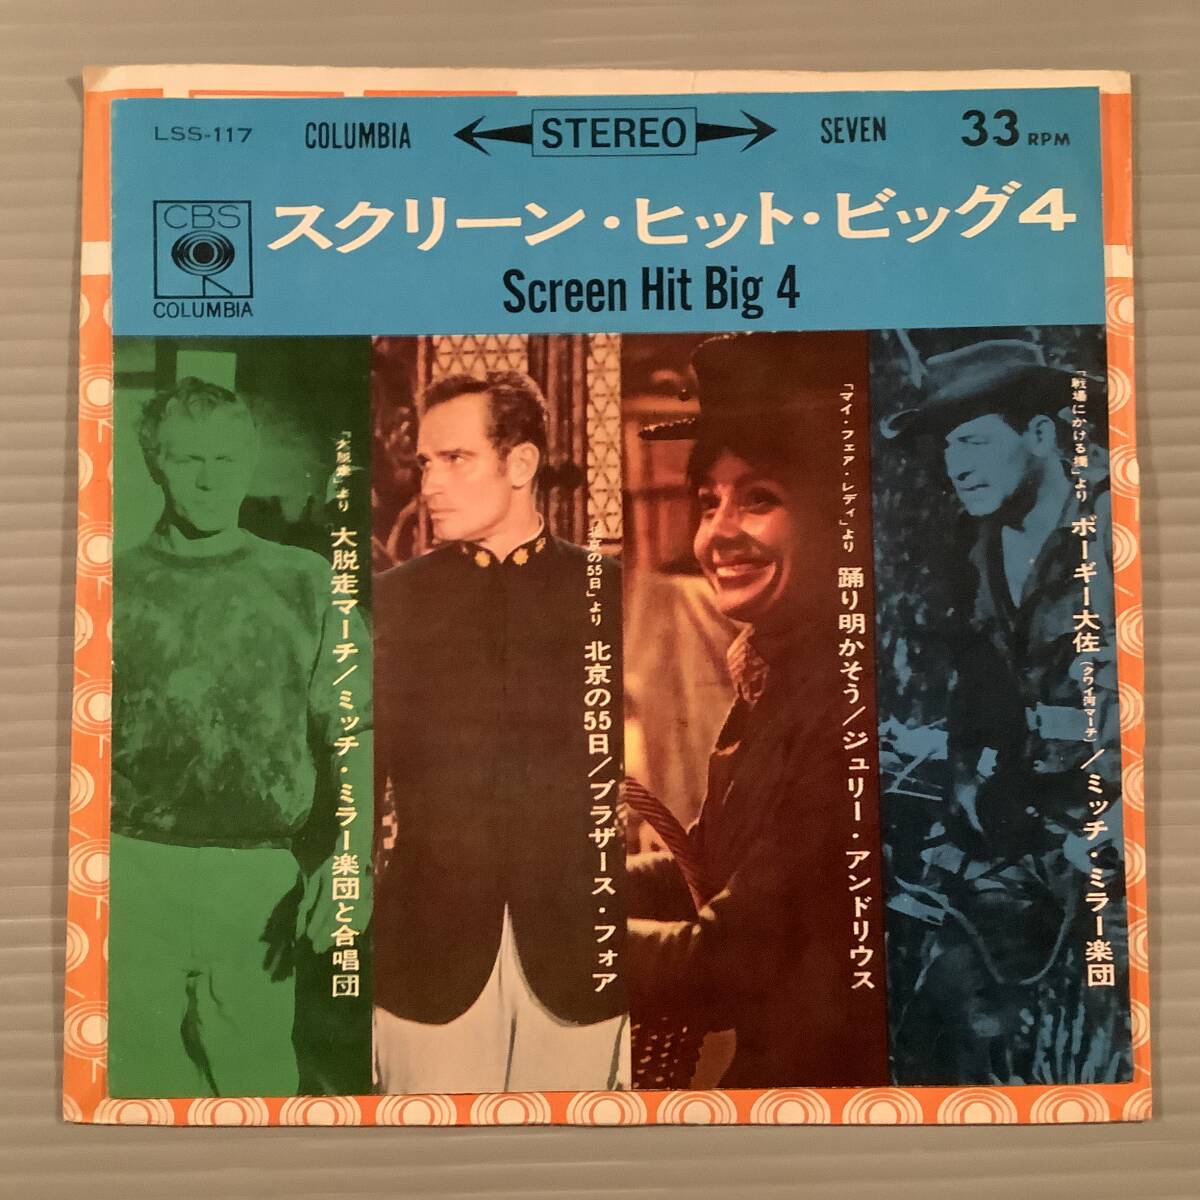 LSS-117 COLUMBIA STEREO SEVEN 33 RPM
CBS
COLUMBIA
スクリーン・ヒット・ビッグ4
Screen Hit Big 4
「大脱走」より 大脱走マーチ/ミッチ・ミラー楽団と合唱団
「北京の55日」より 北京の55日/ブラザース・フォア
「マイ・フェア・レディ」より 踊り明かそう/ジュリー・アンドリウス
「戦場にかける橋」より ボーギー大佐(クワイ河マーチ)/ミッチ・ミラー楽団